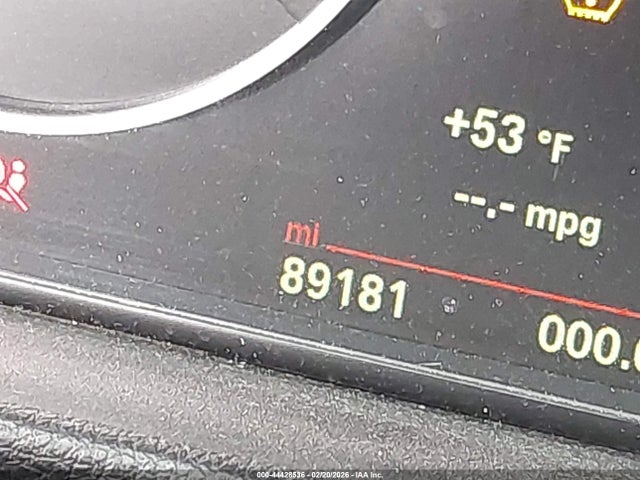 +53 °F
--.- mpg
mi
89181
000.
000-44428536 - 02/20/2026 - IAA Inc.